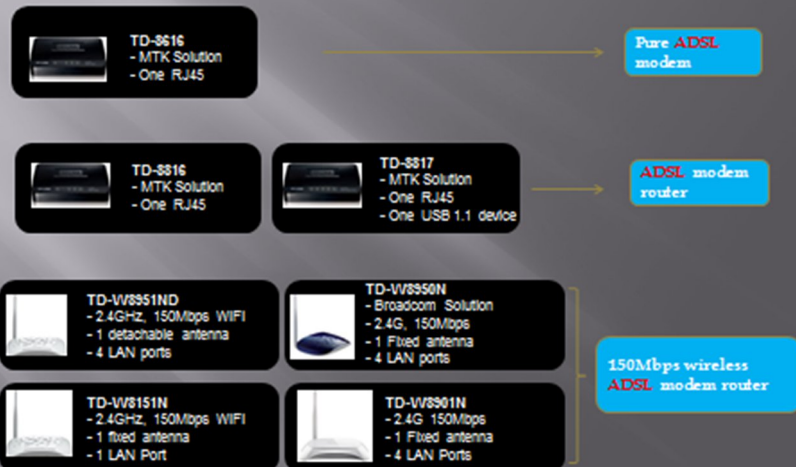 TD-8616
- MTK Solution
- One RJ45
Pure ADSL
modem
TD-8816
- MTK Solution
- One RJ45
TD-8817
- MTK Solution
- One RJ45
- One USB 1.1 device
ADSL modem
router
TD-W8951ND
- 2.4GHz, 150Mbps WIFI
- 1 detachable antenna
- 4 LAN ports
TD-W8950N
- Broadcom Solution
- 2.4G, 150Mbps
- 1 Fixed antenna
- 4 LAN ports
TD-W8151N
- 2.4GHz, 150Mbps WIFI
- 1 fixed antenna
- 1 LAN Port
TD-W8901N
- 2.4G 150Mbps
- 1 Fixed antenna
- 4 LAN Ports
150Mbps wireless
ADSL modem router